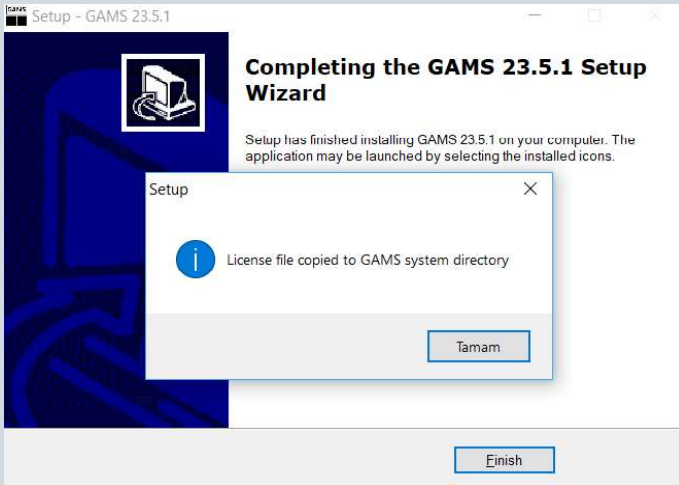 GAMS
Setup - GAMS 23.5.1
Completing the GAMS 23.5.1 Setup
Wizard
Setup has finished installing GAMS 23.5.1 on your computer. The
application may be launched by selecting the installed icons.
Setup
License file copied to GAMS system directory
Tamam
Finish